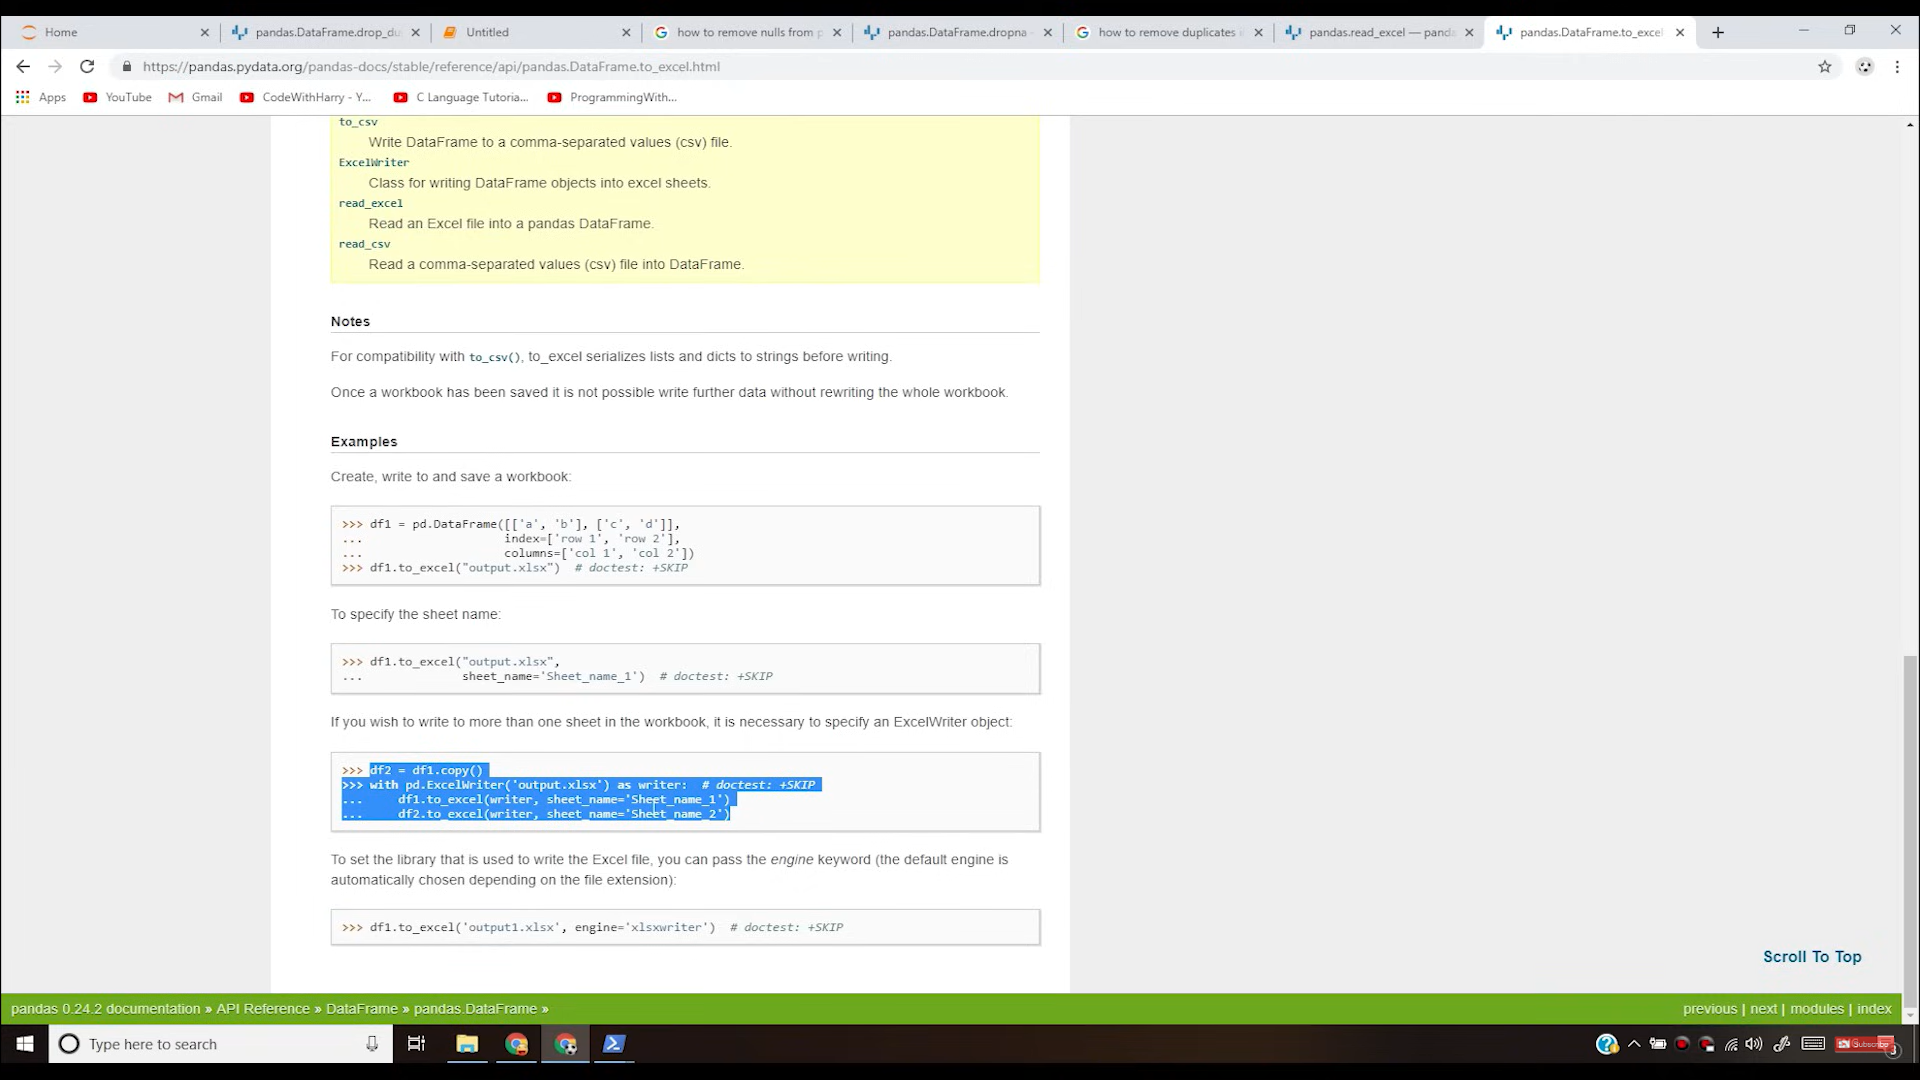 Home
pandas.DataFrame.drop_du
Untitled
how to remove nulls from p
pandas.DataFrame.dropna -
how to remove duplicates i
pandas.read_excel — panda
pandas.DataFrame.to_excel
https://pandas.pydata.org/pandas-docs/stable/reference/api/pandas.DataFrame.to_excel.html
Apps
YouTube
Gmail
CodeWithHarry - Y...
C Language Tutoria...
ProgrammingWith...
to_csv
Write DataFrame to a comma-separated values (csv) file.
ExcelWriter
Class for writing DataFrame objects into excel sheets.
read_excel
Read an Excel file into a pandas DataFrame.
read_csv
Read a comma-separated values (csv) file into DataFrame.
Notes
For compatibility with to_csv(), to_excel serializes lists and dicts to strings before writing.
Once a workbook has been saved it is not possible write further data without rewriting the whole workbook.
Examples
Create, write to and save a workbook:
>>> df1 = pd.DataFrame([['a', 'b'], ['c', 'd']],
...                    index=['row 1', 'row 2'],
...                    columns=['col 1', 'col 2'])
>>> df1.to_excel("output.xlsx")  # doctest: +SKIP
To specify the sheet name:
>>> df1.to_excel("output.xlsx",
...              sheet_name='Sheet_name_1')  # doctest: +SKIP
If you wish to write to more than one sheet in the workbook, it is necessary to specify an ExcelWriter object:
>>> df2 = df1.copy()
>>> with pd.ExcelWriter('output.xlsx') as writer:  # doctest: +SKIP
...     df1.to_excel(writer, sheet_name='Sheet_name_1')
...     df2.to_excel(writer, sheet_name='Sheet_name_2')
To set the library that is used to write the Excel file, you can pass the engine keyword (the default engine is
automatically chosen depending on the file extension):
>>> df1.to_excel('output1.xlsx', engine='xlsxwriter')  # doctest: +SKIP
Scroll To Top
pandas 0.24.2 documentation » API Reference » DataFrame » pandas.DataFrame »
previous | next | modules | index
Type here to search
Subscribe
3